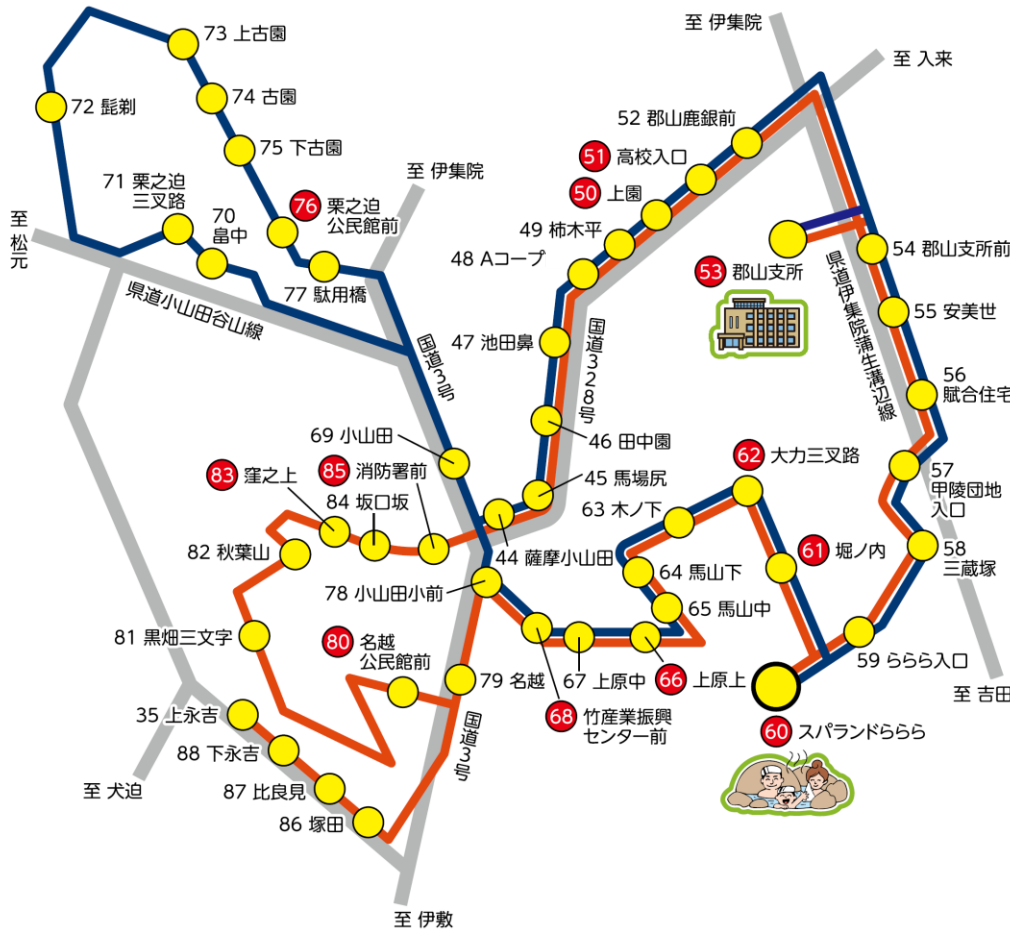 至 伊集院
至 入来
73 上古園
74 古園
72 髭剃
75 下古園
52 郡山鹿銀前
51 高校入口
50 上園
49 柿木平
48 Aコープ
71 栗之迫
三叉路
70
畠中
76 栗之迫
公民館前
至 伊集院
至 松元
77 駄用橋
県道小山田谷山線
53 郡山支所
54 郡山支所前
55 安美世
県道伊集院蒲生溝辺線
47 池田鼻
国道328号
国道3号
56
賦合住宅
46 田中園
69 小山田
83 窪之上
85 消防署前
84 坂口坂
45 馬場尻
62 大力三叉路
63 木ノ下
57
甲陵団地
入口
82 秋葉山
44 薩摩小山田
78 小山田小前
64 馬山下
61 堀ノ内
58
三蔵塚
65 馬山中
81 黒畑三文字
80 名越
公民館前
79 名越
67 上原中
66 上原上
59 ららら入口
68 竹産業振興
センター前
国道3号
60 スパランドららら
至 吉田
35 上永吉
88 下永吉
87 比良見
86 塚田
至 犬迫
至 伊敷